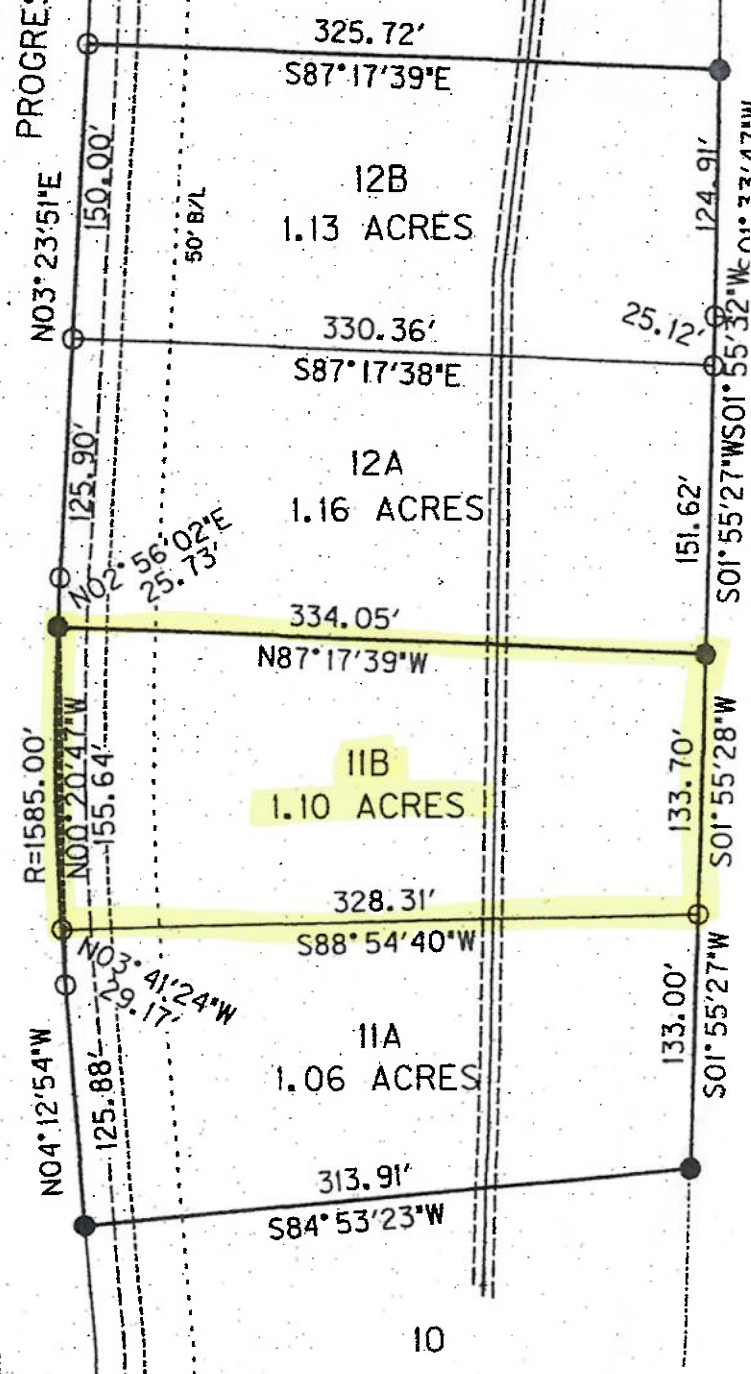 PROGRES
325.72'
S87°17'39"E
N03°23'51"E
150.00'
50' B/L
12B
1.13 ACRES
124.91'
S01°33'47"W
25.12'
S01°55'32"W
330.36'
S87°17'38"E
125.90'
12A
1.16 ACRES
151.62'
S01°55'27"W
N02°56'02"E
25.73'
334.05'
N87°17'39"W
R=1585.00'
N00°20'47"W
155.64'
11B
1.10 ACRES
133.70'
S01°55'28"W
328.31'
S88°54'40"W
N03°41'24"W
29.17'
11A
1.06 ACRES
133.00'
S01°55'27"W
N04°12'54"W
125.88'
313.91'
S84°53'23"W
10